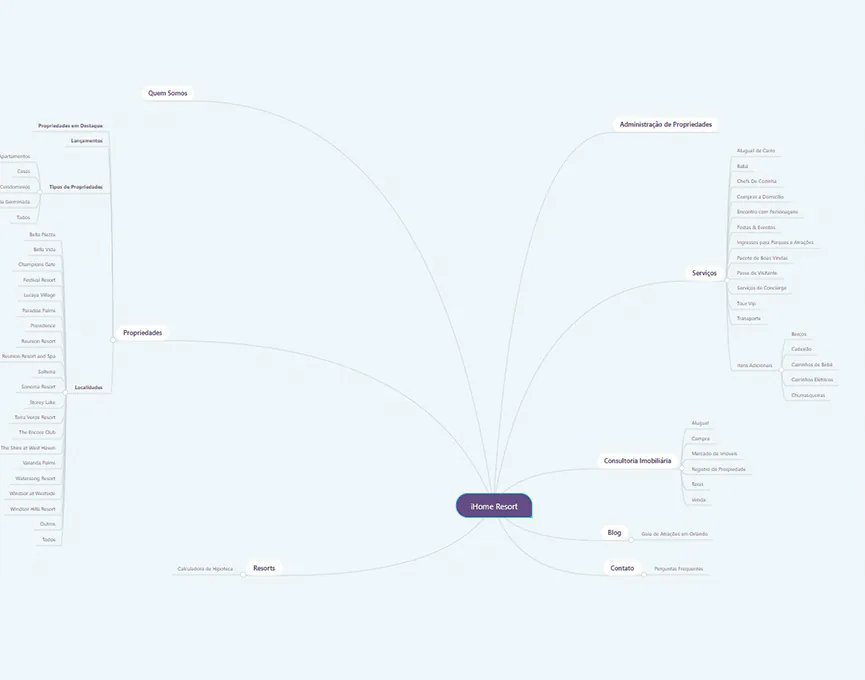 Quem Somos
Propriedades em Destaque
Lançamentos
Apartamentos
Casas
Condomínios
Geminada
Todos
Tipos de Propriedades
Propriedades
Bella Piazza
Bella Vida
Champions Gate
Festival Resort
Lucaya Village
Paradise Palms
Providence
Reunion Resort
Reunion Resort and Spa
Solterra
Sonoma Resort
Storey Lake
Terra Verde Resort
The Encore Club
The Shire at West Haven
Veranda Palms
Watersong Resort
Windsor at Westside
Windsor Hills Resort
Outros
Todas
Localidades
Calculadora de Hipoteca
Resorts
iHome Resort
Administração de Propriedades
Serviços
Aluguel de Carro
Babá
Chefs De Cozinha
Compras a Domicílio
Encontro com Personagens
Festas & Eventos
Ingressos para Parques e Atrações
Pacote de Boas Vindas
Passe de Visitante
Serviços de Concierge
Tour Vip
Transporte
Itens Adicionais
Berços
Cadeirão
Carrinhos de Bebê
Carrinhos Elétricos
Churrasqueiras
Consultoria Imobiliária
Aluguel
Compra
Mercado de Imóveis
Registro de Propriedade
Taxas
Venda
Blog
Guia de Atrações em Orlando
Contato
Perguntas Frequentes